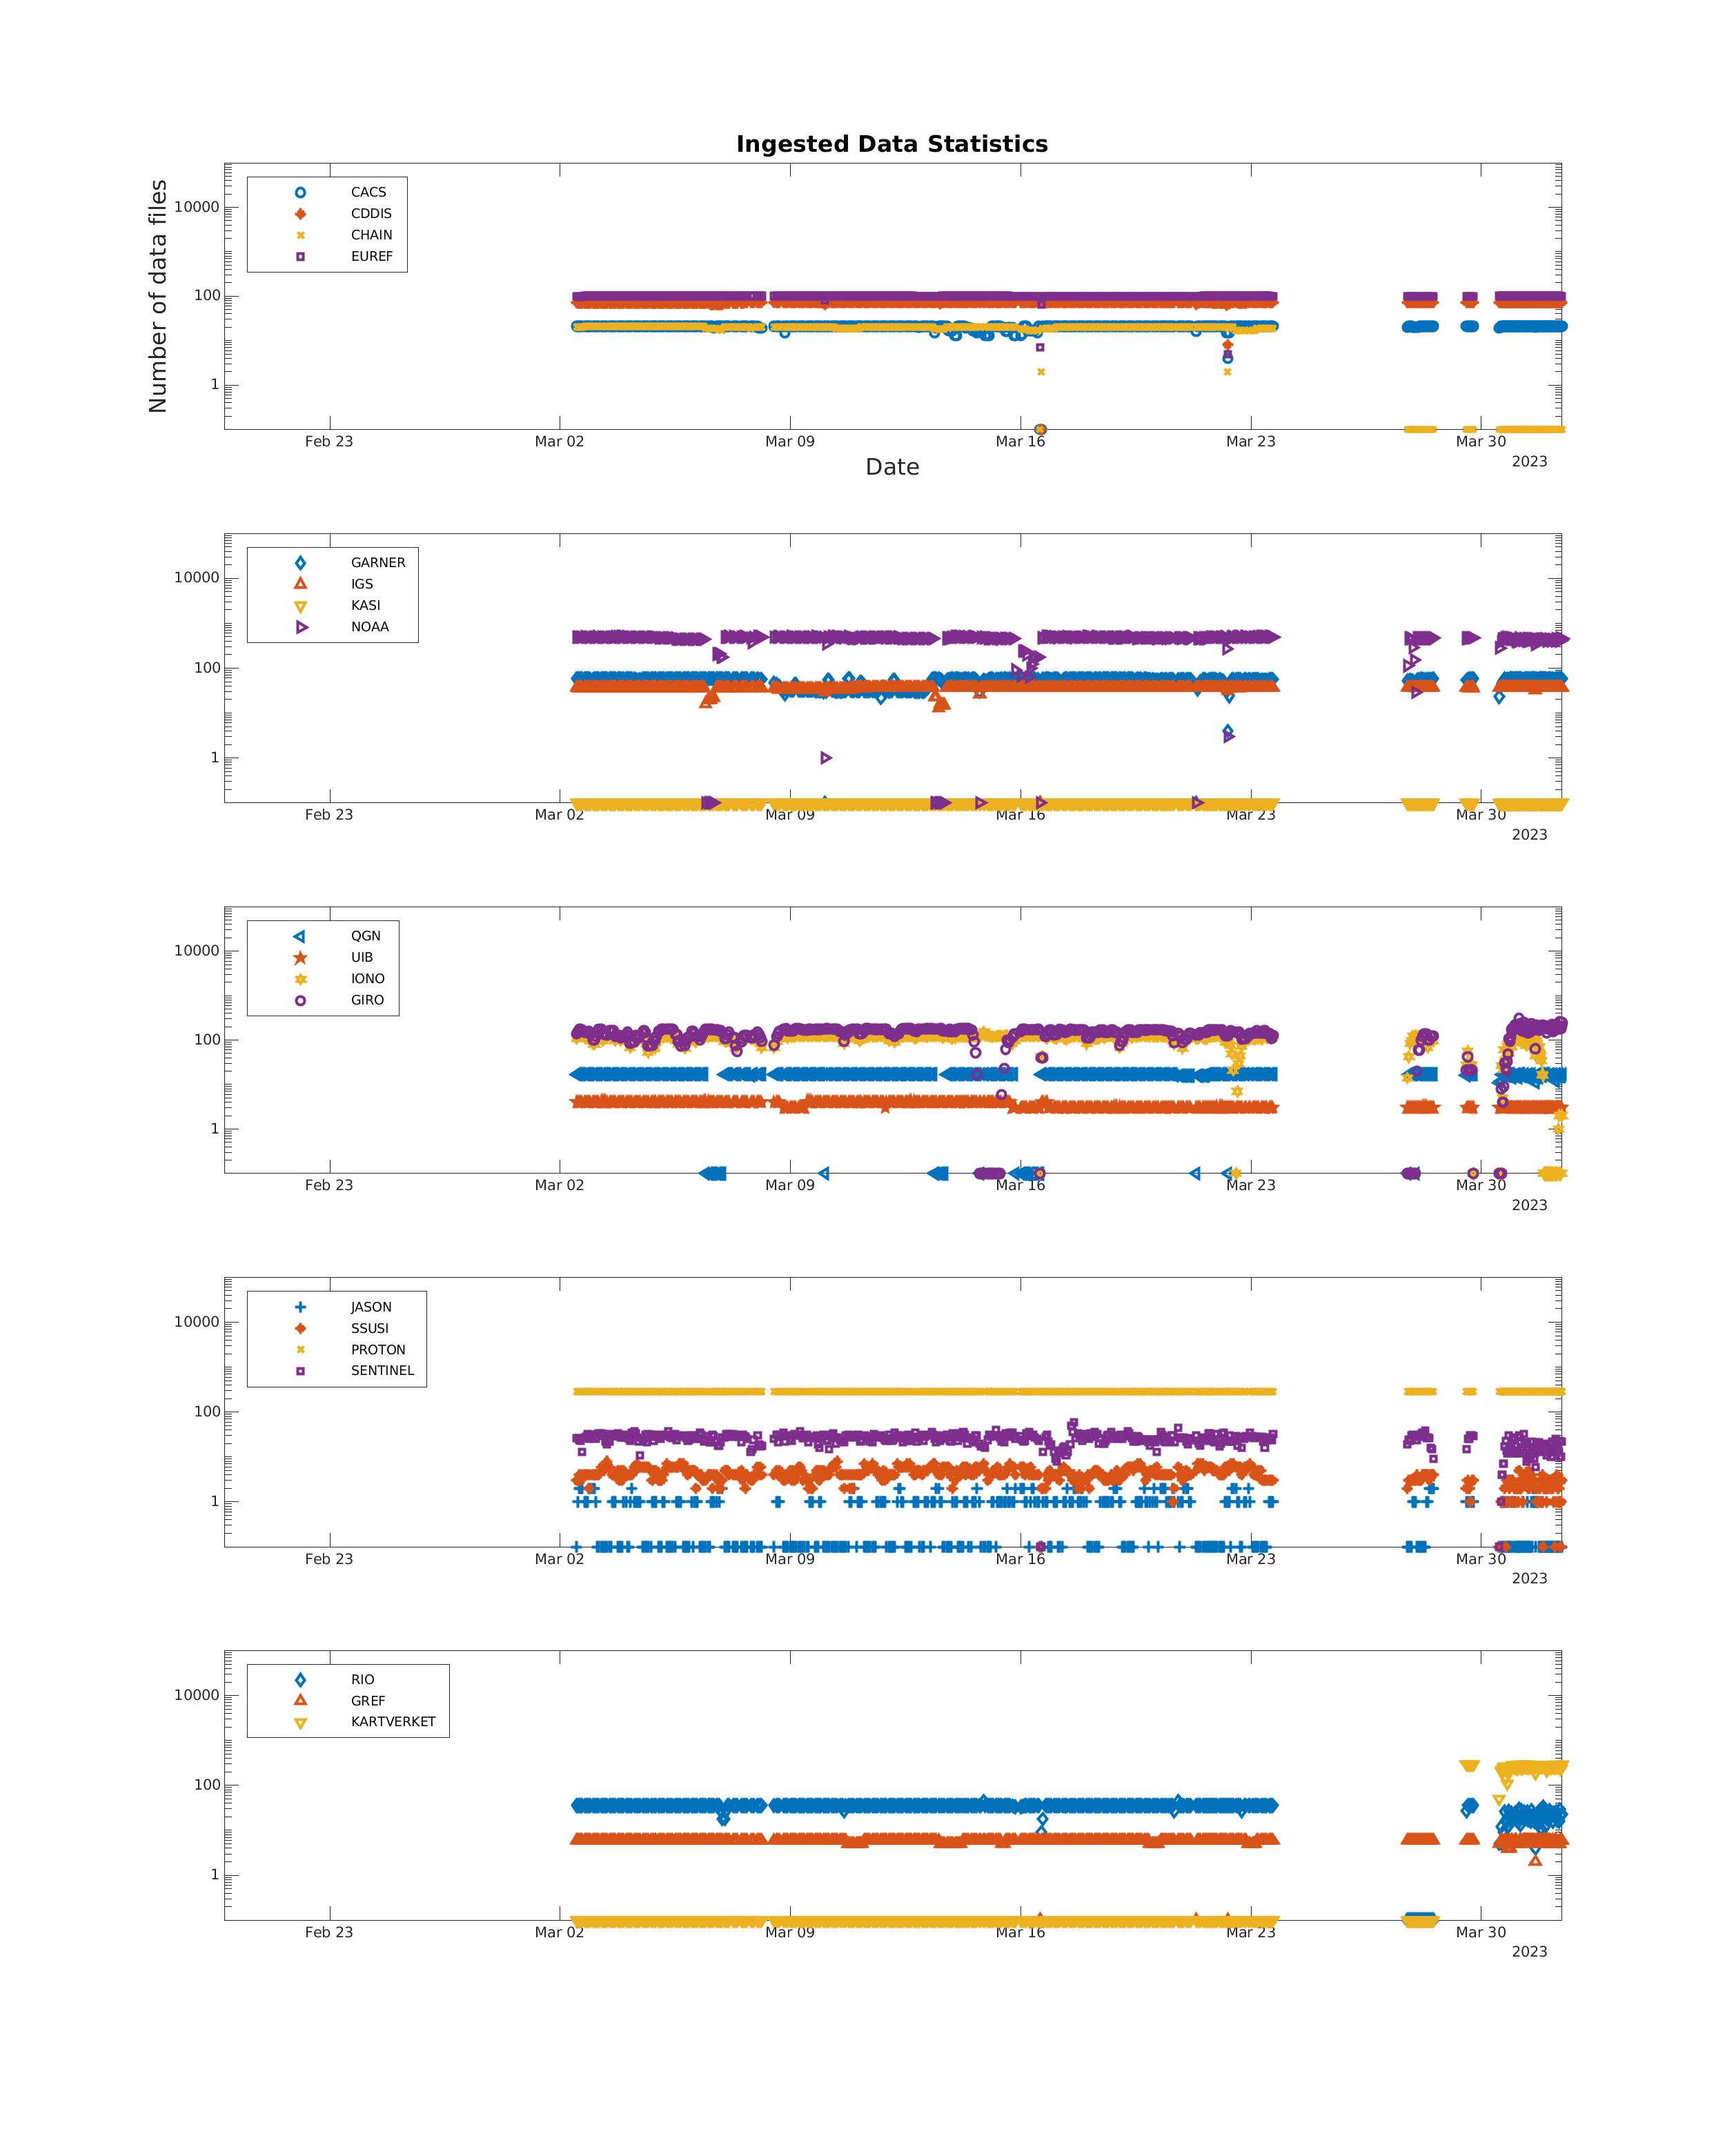 Ingested Data Statistics
Number of data files
CACS
CDDIS
CHAIN
EUREF
10000
100
1
Feb 23 Mar 02 Mar 09 Mar 16 Mar 23 Mar 30
2023
Date
GARNER
IGS
KASI
NOAA
10000
100
1
Feb 23 Mar 02 Mar 09 Mar 16 Mar 23 Mar 30
2023
QGN
UIB
IONO
GIRO
10000
100
1
Feb 23 Mar 02 Mar 09 Mar 16 Mar 23 Mar 30
2023
JASON
SSUSI
PROTON
SENTINEL
10000
100
1
Feb 23 Mar 02 Mar 09 Mar 16 Mar 23 Mar 30
2023
RIO
GREF
KARTVERKET
10000
100
1
Feb 23 Mar 02 Mar 09 Mar 16 Mar 23 Mar 30
2023